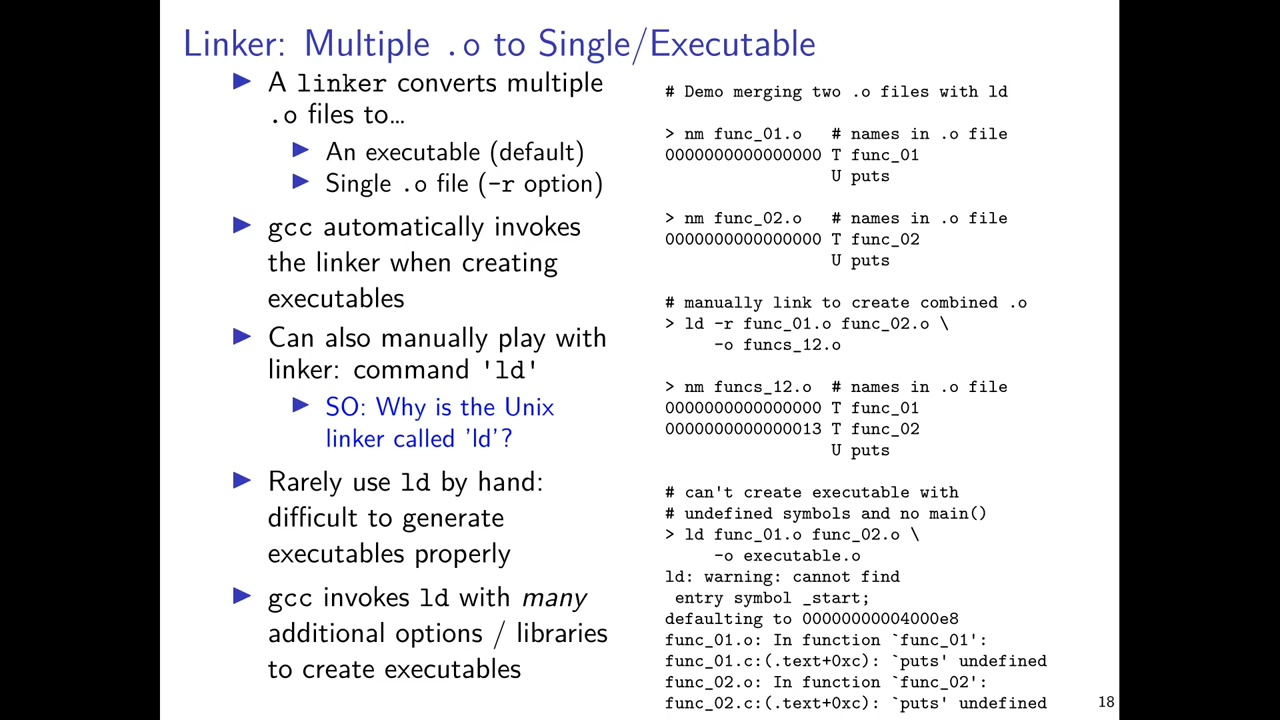 Linker: Multiple .o to Single/Executable
A linker converts multiple
.o files to…
An executable (default)
Single .o file (-r option)
gcc automatically invokes
the linker when creating
executables
Can also manually play with
linker: command 'ld'
SO: Why is the Unix
linker called 'ld'?
Rarely use ld by hand:
difficult to generate
executables properly
gcc invokes ld with many
additional options / libraries
to create executables
# Demo merging two .o files with ld
> nm func_01.o   # names in .o file
0000000000000000 T func_01
                 U puts
> nm func_02.o   # names in .o file
0000000000000000 T func_02
                 U puts
# manually link to create combined .o
> ld -r func_01.o func_02.o \
     -o funcs_12.o
> nm funcs_12.o  # names in .o file
0000000000000000 T func_01
0000000000000013 T func_02
                 U puts
# can't create executable with
# undefined symbols and no main()
> ld func_01.o func_02.o \
     -o executable.o
ld: warning: cannot find
 entry symbol _start;
defaulting to 00000000004000e8
func_01.o: In function `func_01':
func_01.c:(.text+0xc): `puts' undefined
func_02.o: In function `func_02':
func_02.c:(.text+0xc): `puts' undefined
18